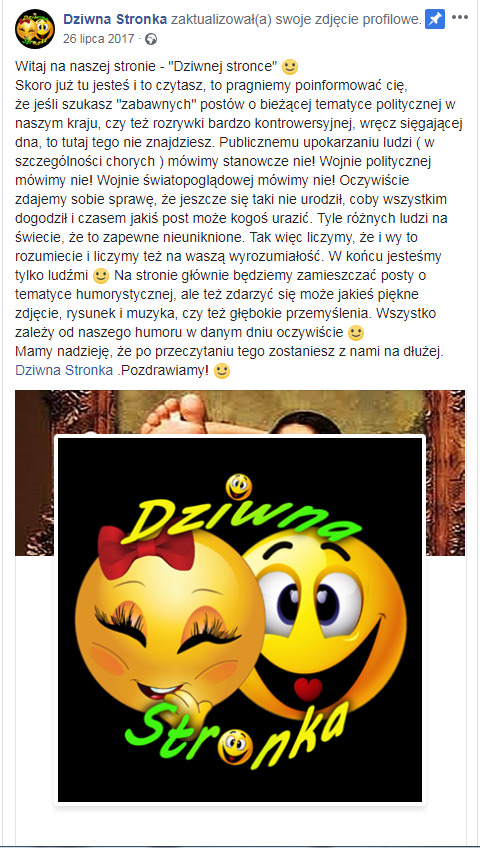 Dziwna Stronka zaktualizował(a) swoje zdjęcie profilowe.
26 lipca 2017 ·
Witaj na naszej stronie - "Dziwnej stronce"
Skoro już tu jesteś i to czytasz, to pragniemy poinformować cię,
że jeśli szukasz "zabawnych" postów o bieżącej tematyce politycznej w
naszym kraju, czy też rozrywki bardzo kontrowersyjnej, wręcz sięgającej
dna, to tutaj tego nie znajdziesz. Publicznemu upokarzaniu ludzi ( w
szczególności chorych ) mówimy stanowcze nie! Wojnie politycznej
mówimy nie! Wojnie światopoglądowej mówimy nie! Oczywiście
zdajemy sobie sprawę, że jeszcze się taki nie urodził, coby wszystkim
dogodził i czasem jakiś post może kogoś urazić. Tyle różnych ludzi na
świecie, że to zapewne nieuniknione. Tak więc liczymy, że i wy to
rozumiecie i liczymy też na waszą wyrozumiałość. W końcu jesteśmy
tylko ludźmi Na stronie głównie będziemy zamieszczać posty o
tematyce humorystycznej, ale też zdarzyć się może jakieś piękne
zdjęcie, rysunek i muzyka, czy też głębokie przemyślenia. Wszystko
zależy od naszego humoru w danym dniu oczywiście
Mamy nadzieję, że po przeczytaniu tego zostaniesz z nami na dłużej.
Dziwna Stronka .Pozdrawiamy!
Dziwna
Stronka